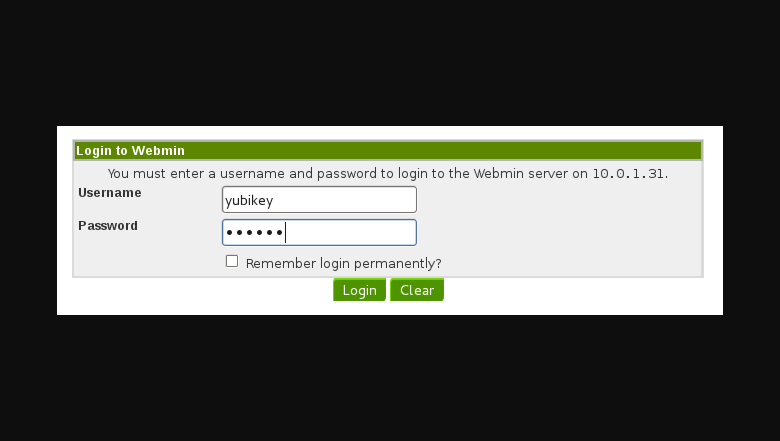 Login to Webmin
You must enter a username and password to login to the Webmin server on 10.0.1.31.
Username yubikey
Password ••••••
Remember login permanently?
Login Clear